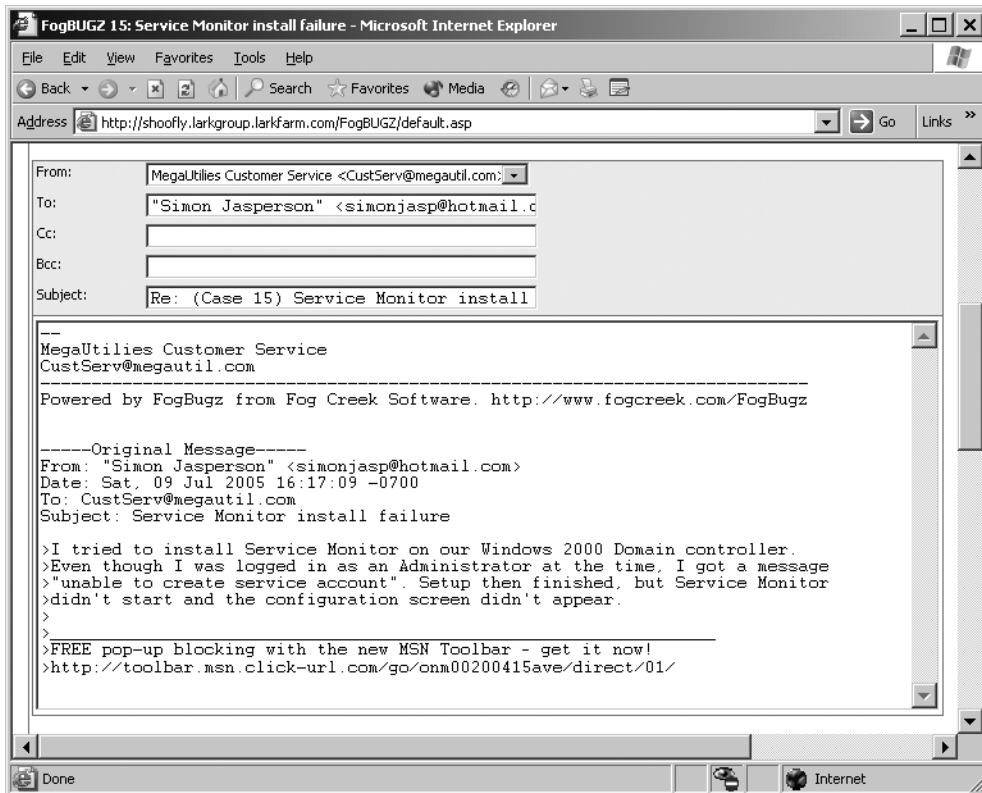 FogBUGZ 15: Service Monitor install failure - Microsoft Internet Explorer
File Edit View Favorites Tools Help
Back Search Favorites Media
Address http://shoofly.larkgroup.larkfarm.com/FogBUGZ/default.asp Go Links »
From: MegaUtilies Customer Service <CustServ@megautil.com>
To: "Simon Jasperson" <simonjasp@hotmail.c
Cc:
Bcc:
Subject: Re: (Case 15) Service Monitor install
--
MegaUtilies Customer Service
CustServ@megautil.com
--------------------------------------------------------------------------------
Powered by FogBugz from Fog Creek Software. http://www.fogcreek.com/FogBugz
-----Original Message-----
From: "Simon Jasperson" <simonjasp@hotmail.com>
Date: Sat, 09 Jul 2005 16:17:09 -0700
To: CustServ@megautil.com
Subject: Service Monitor install failure
>I tried to install Service Monitor on our Windows 2000 Domain controller.
>Even though I was logged in as an Administrator at the time, I got a message
>"unable to create service account". Setup then finished, but Service Monitor
>didn't start and the configuration screen didn't appear.
>
>_________________________________________________________________
>FREE pop-up blocking with the new MSN Toolbar - get it now!
>http://toolbar.msn.click-url.com/go/onm00200415ave/direct/01/
Done Internet